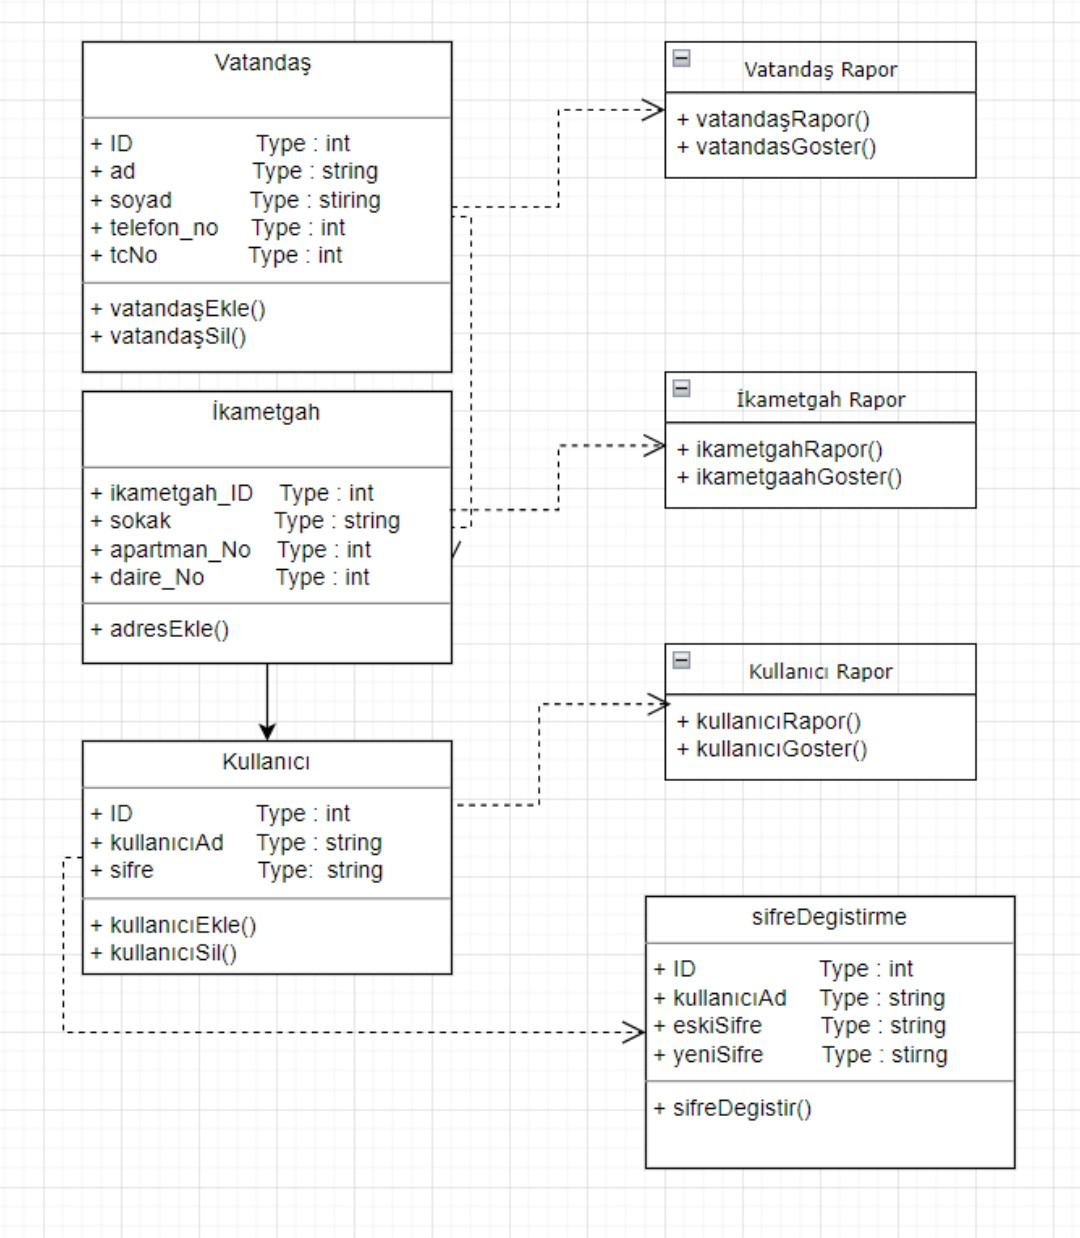 Vatandaş
+ ID Type : int
+ ad Type : string
+ soyad Type : stiring
+ telefon_no Type : int
+ tcNo Type : int
+ vatandaşEkle()
+ vatandaşSil()
Vatandaş Rapor
+ vatandaşRapor()
+ vatandasGoster()
İkametgah
+ ikametgah_ID Type : int
+ sokak Type : string
+ apartman_No Type : int
+ daire_No Type : int
+ adresEkle()
İkametgah Rapor
+ ikametgahRapor()
+ ikametgaahGoster()
Kullanıcı
+ ID Type : int
+ kullanıcıAd Type : string
+ sifre Type: string
+ kullanıcıEkle()
+ kullanıcıSil()
Kullanıcı Rapor
+ kullanıcıRapor()
+ kullanıcıGoster()
sifreDegistirme
+ ID Type : int
+ kullanıcıAd Type : string
+ eskiSifre Type : string
+ yeniSifre Type : stirng
+ sifreDegistir()